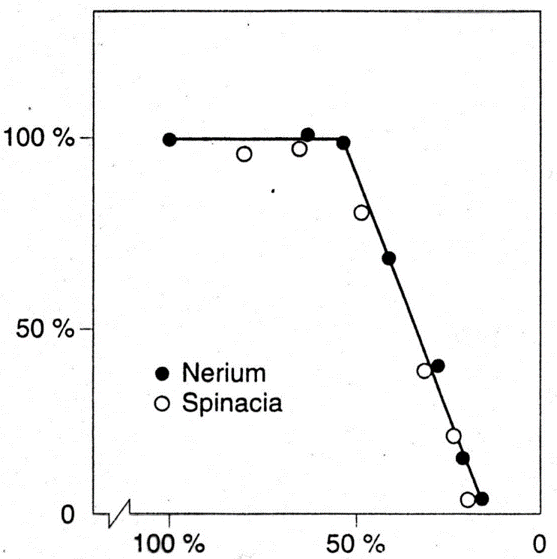 100 %
50 %
Nerium
Spinacia
0
100 % 50 % 0